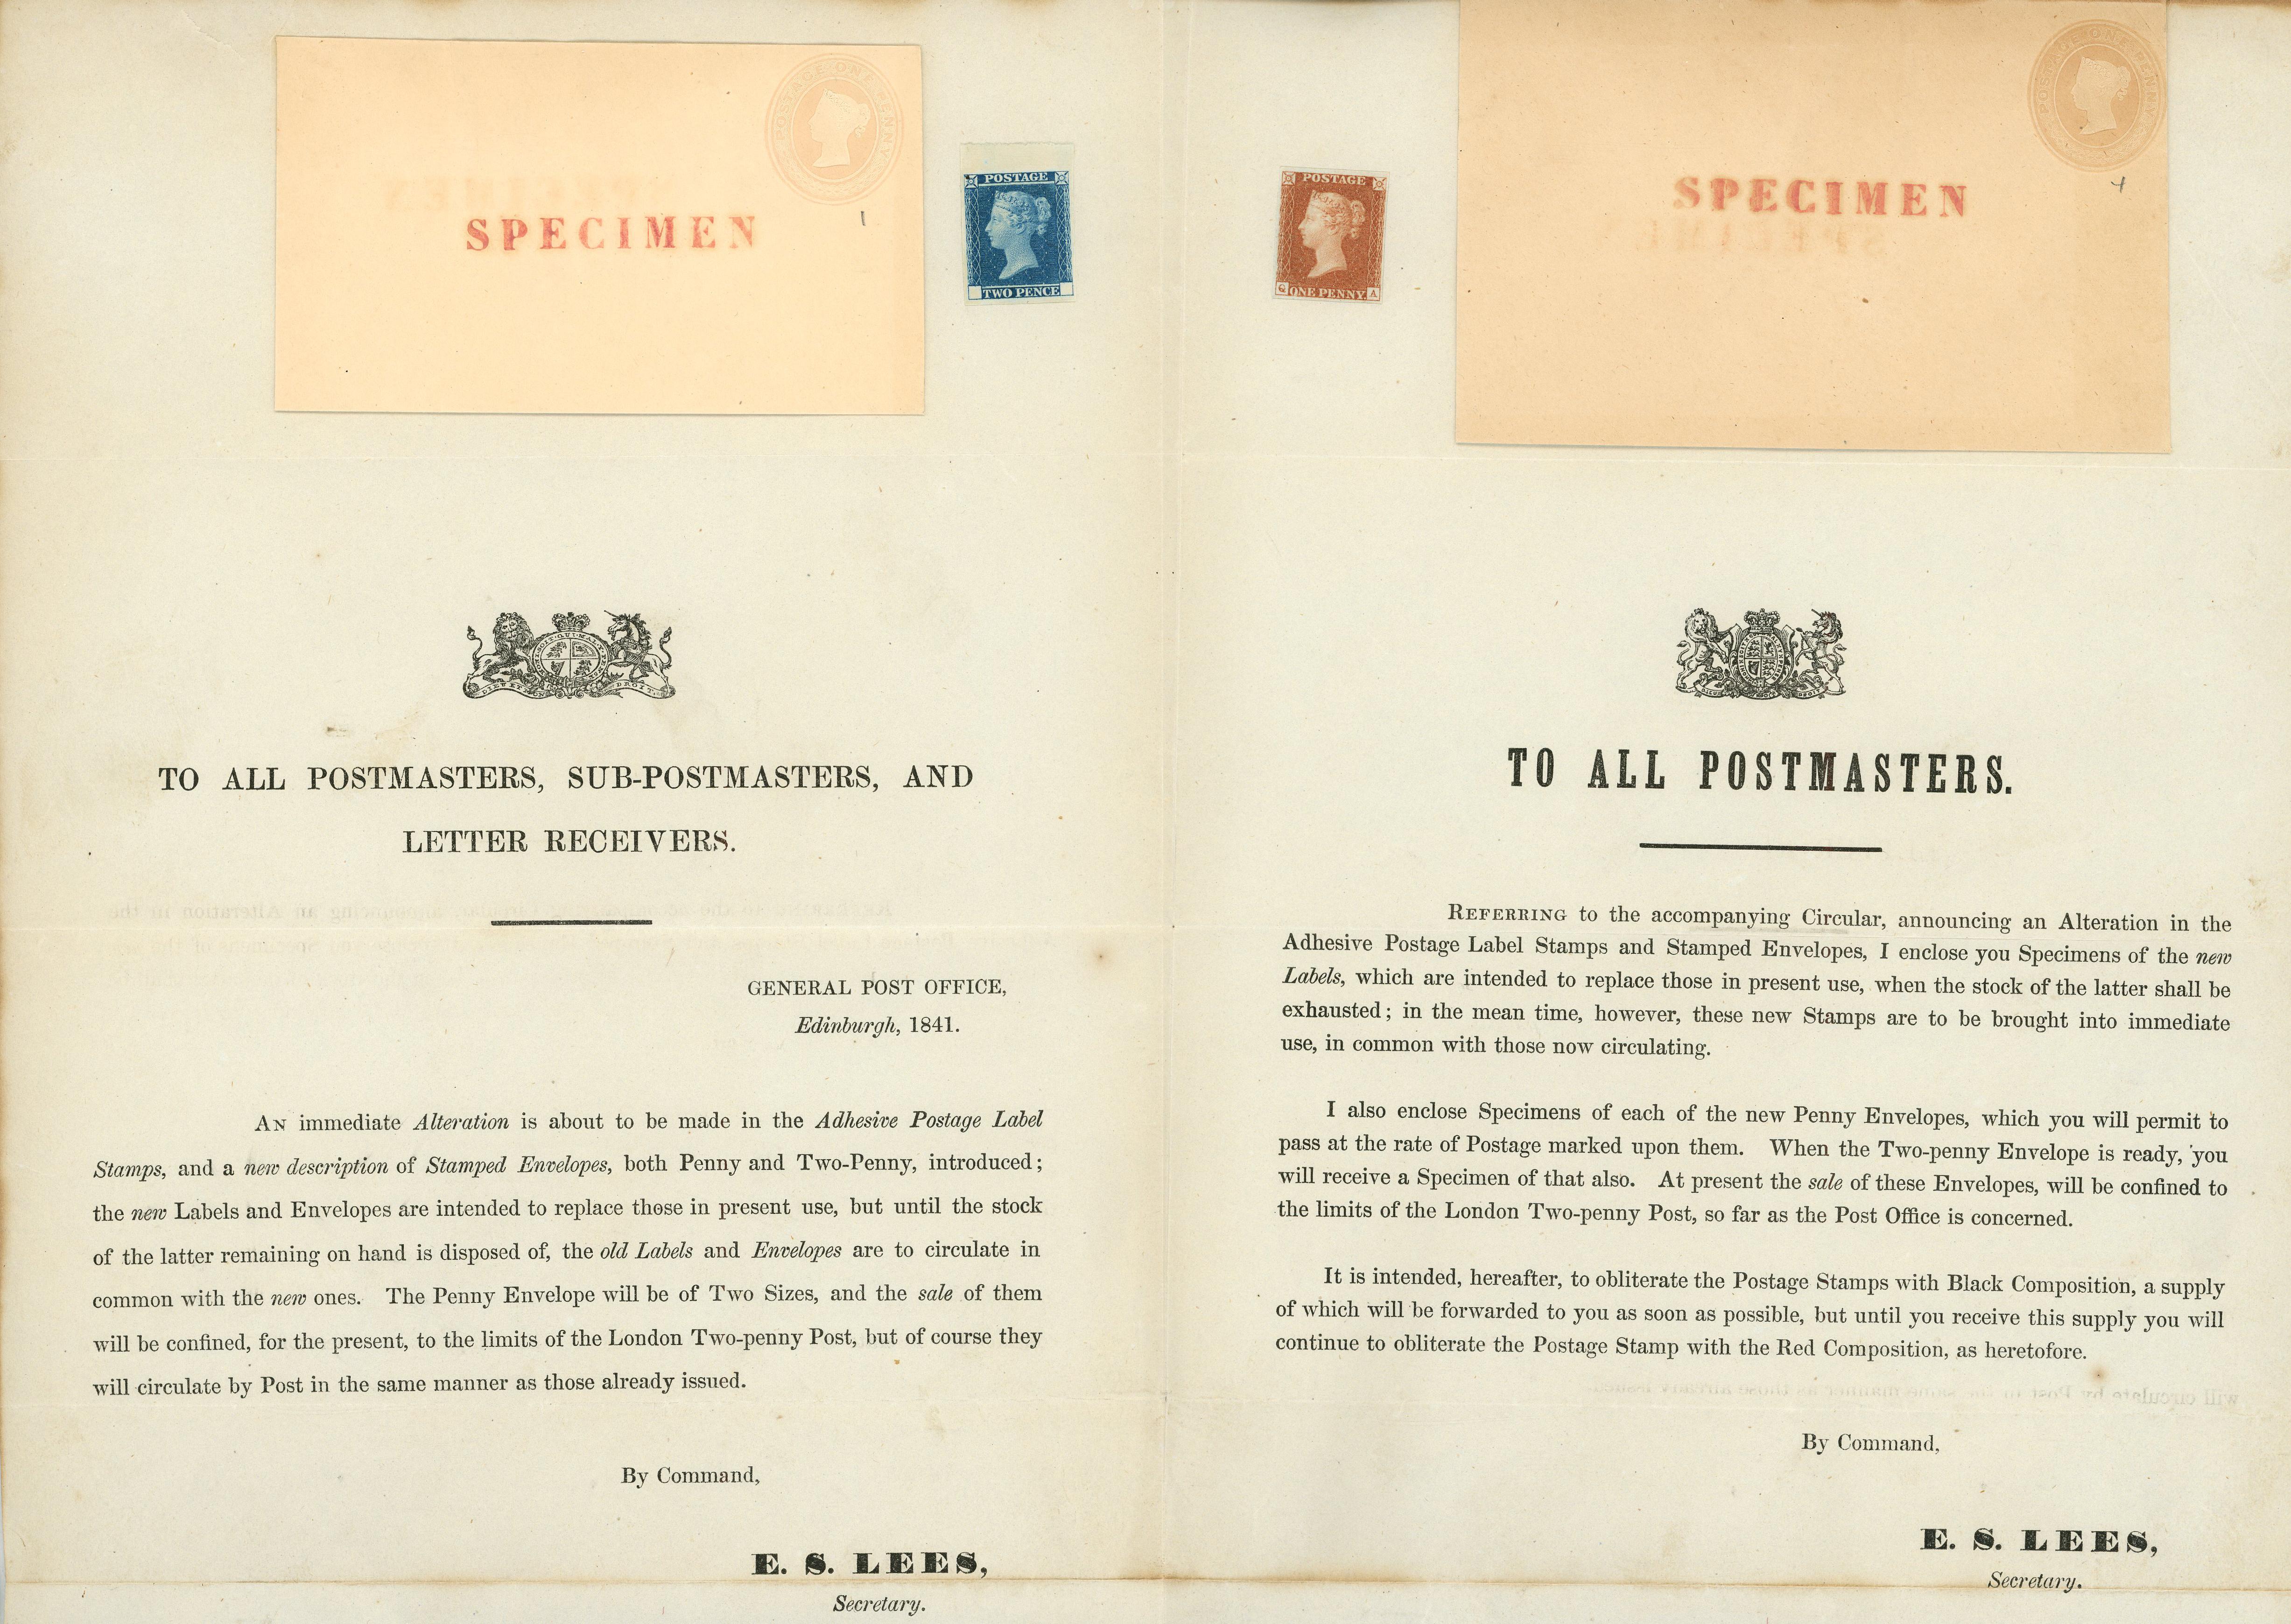 POSTAGE ONE PENNY
SPECIMEN
1
POSTAGE
TWO PENCE
TO ALL POSTMASTERS, SUB-POSTMASTERS, AND
LETTER RECEIVERS.
GENERAL POST OFFICE,
Edinburgh, 1841.
AN immediate Alteration is about to be made in the Adhesive Postage Label
Stamps, and a new description of Stamped Envelopes, both Penny and Two-Penny, introduced;
the new Labels and Envelopes are intended to replace those in present use, but until the stock
of the latter remaining on hand is disposed of, the old Labels and Envelopes are to circulate in
common with the new ones. The Penny Envelope will be of Two Sizes, and the sale of them
will be confined, for the present, to the limits of the London Two-penny Post, but of course they
will circulate by Post in the same manner as those already issued.
By Command,
E. S. LEES,
Secretary.
POSTAGE
Q ONE PENNY A
POSTAGE ONE PENNY
SPECIMEN
4
TO ALL POSTMASTERS.
REFERRING to the accompanying Circular, announcing an Alteration in the
Adhesive Postage Label Stamps and Stamped Envelopes, I enclose you Specimens of the new
Labels, which are intended to replace those in present use, when the stock of the latter shall be
exhausted; in the mean time, however, these new Stamps are to be brought into immediate
use, in common with those now circulating.
I also enclose Specimens of each of the new Penny Envelopes, which you will permit to
pass at the rate of Postage marked upon them. When the Two-penny Envelope is ready, you
will receive a Specimen of that also. At present the sale of these Envelopes, will be confined to
the limits of the London Two-penny Post, so far as the Post Office is concerned.
It is intended, hereafter, to obliterate the Postage Stamps with Black Composition, a supply
of which will be forwarded to you as soon as possible, but until you receive this supply you will
continue to obliterate the Postage Stamp with the Red Composition, as heretofore.
By Command,
E. S. LEES,
Secretary.